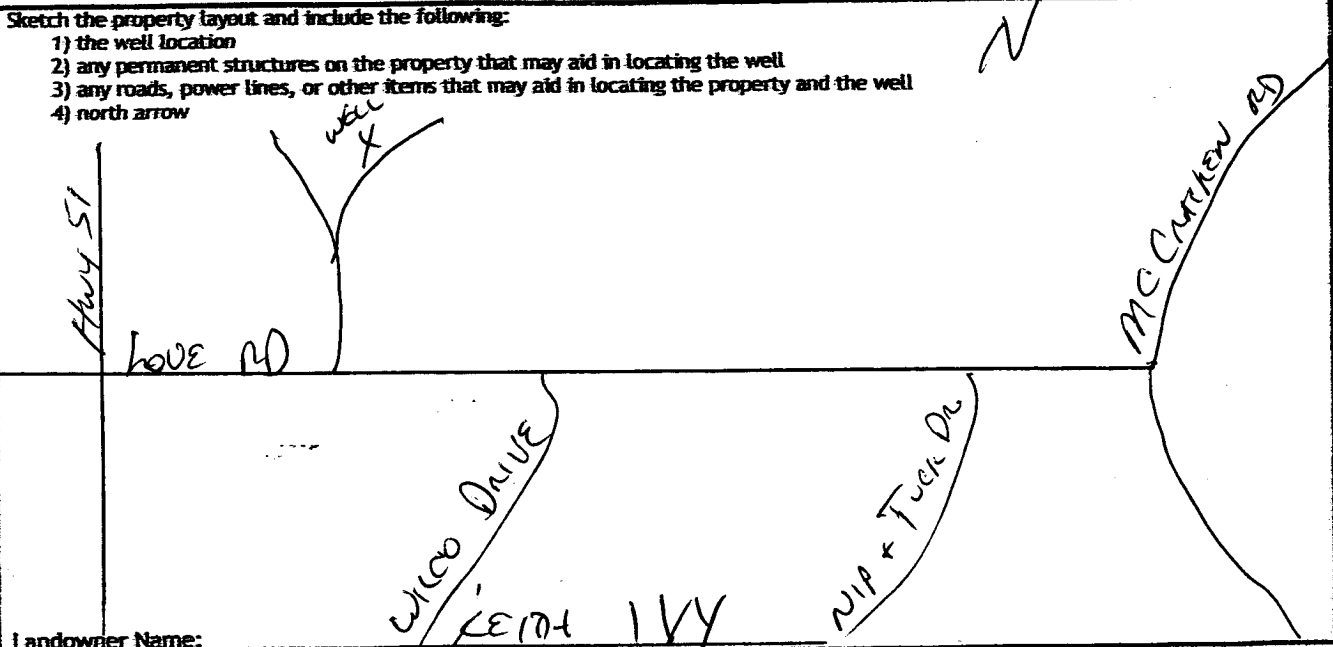 Sketch the property layout and include the following:
1) the well location
2) any permanent structures on the property that may aid in locating the well
3) any roads, power lines, or other items that may aid in locating the property and the well
4) north arrow
N
WELL
X
HWY 51
LOVE RD
MC CRACKEN RD
WILCO DRIVE
NIP & TUCK DR.
Landowner Name: KEITH IVY